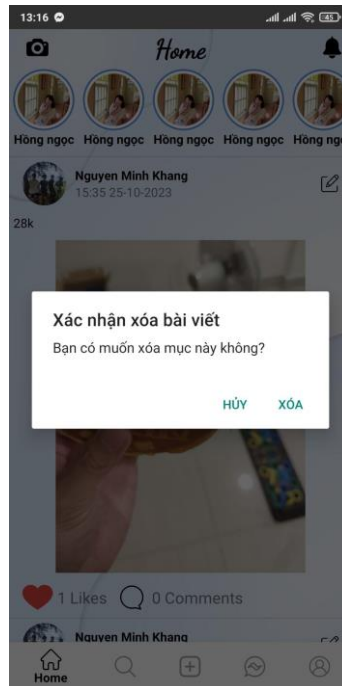 13:16
45
Home
Hồng ngọc Hồng ngọc Hồng ngọc Hồng ngọc Hồng ng
Nguyen Minh Khang
15:35 25-10-2023
28k
Xác nhận xóa bài viết
Bạn có muốn xóa mục này không?
HỦY XÓA
1 Likes 0 Comments
Nguyen Minh Khang
Home